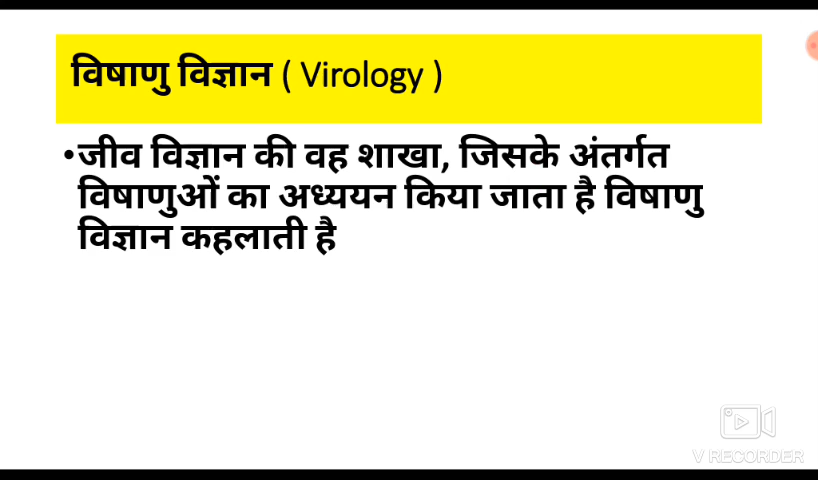 विषाणु विज्ञान ( Virology )
•जीव विज्ञान की वह शाखा, जिसके अंतर्गत
विषाणुओं का अध्ययन किया जाता है विषाणु
विज्ञान कहलाती है
V RECORDER